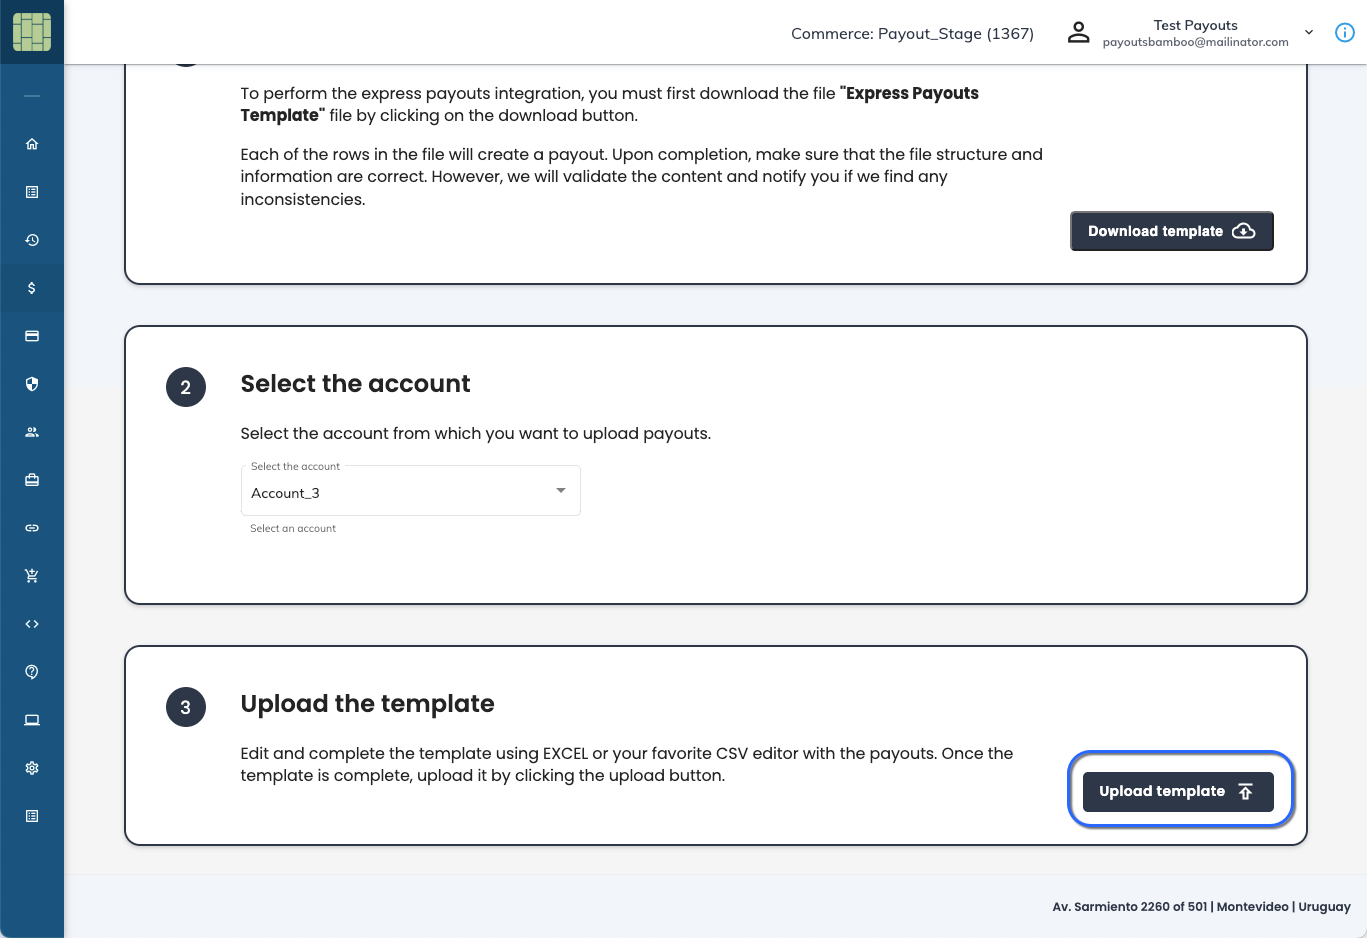 Commerce: Payout_Stage (1367)
Test Payouts
payoutsbamboo@mailinator.com
To perform the express payouts integration, you must first download the file "Express Payouts
Template" file by clicking on the download button.
Each of the rows in the file will create a payout. Upon completion, make sure that the file structure and
information are correct. However, we will validate the content and notify you if we find any
inconsistencies.
Download template
2
Select the account
Select the account from which you want to upload payouts.
Select the account
Account_3
Select an account
3
Upload the template
Edit and complete the template using EXCEL or your favorite CSV editor with the payouts. Once the
template is complete, upload it by clicking the upload button.
Upload template
Av. Sarmiento 2260 of 501 | Montevideo | Uruguay